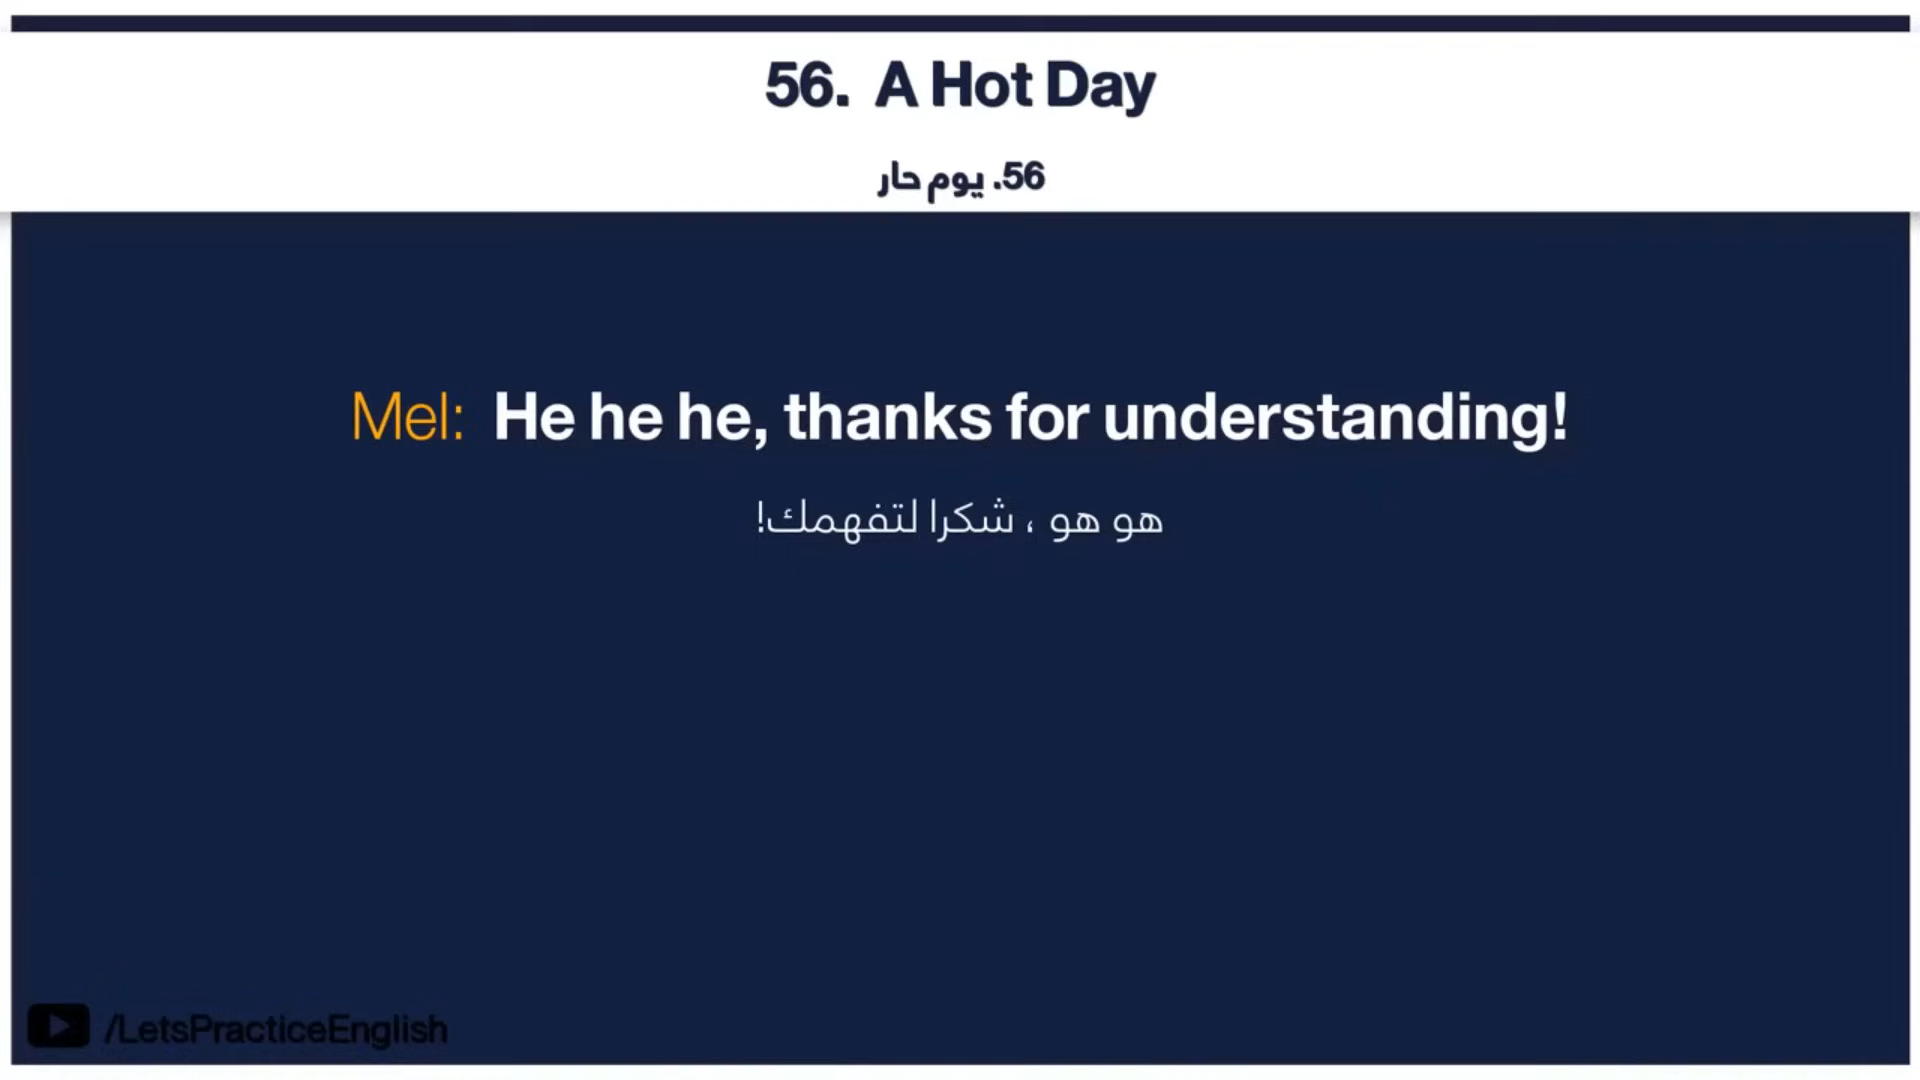 56. A Hot Day
56. يوم حار
Mel: He he he, thanks for understanding!
هو هو ، شكرا لتفهمك!
/LetsPracticeEnglish